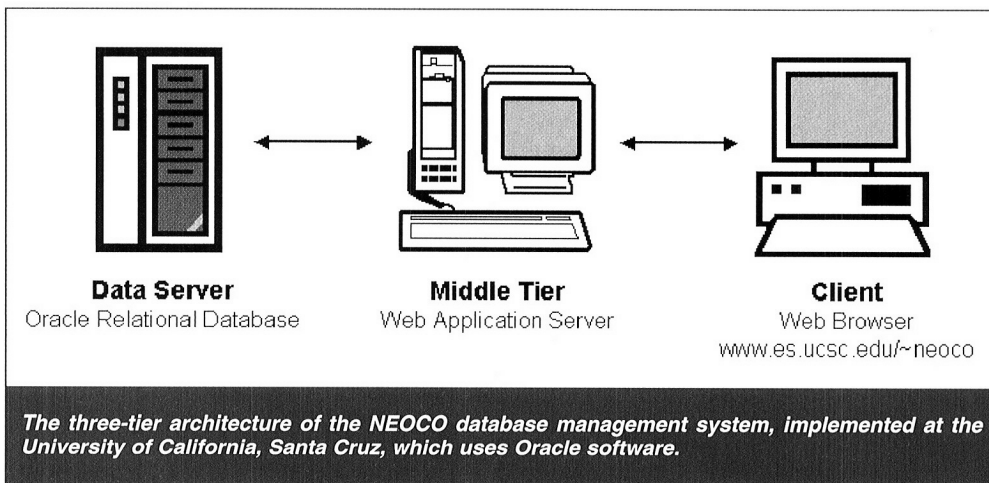 Data Server
Oracle Relational Database
Middle Tier
Web Application Server
Client
Web Browser
www.es.ucsc.edu/~neoco
The three-tier architecture of the NEOCO database management system, implemented at the
University of California, Santa Cruz, which uses Oracle software.